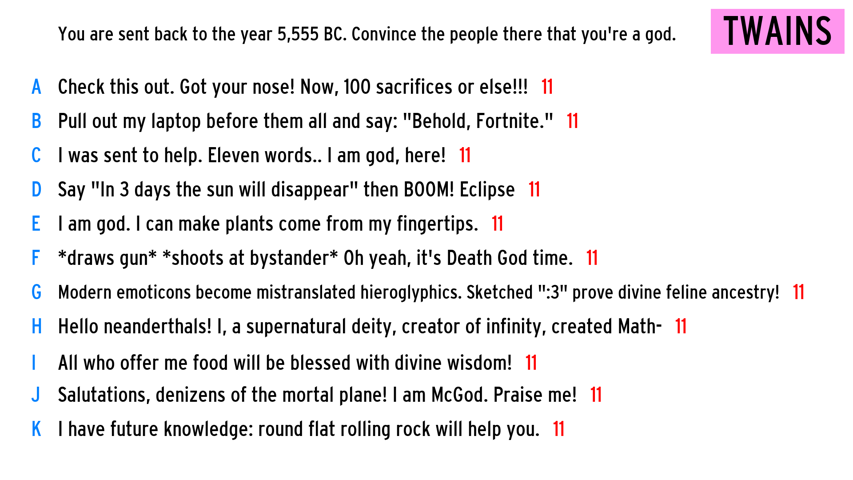 You are sent back to the year 5,555 BC. Convince the people there that you're a god.
TWAINS
A Check this out. Got your nose! Now, 100 sacrifices or else!!! 11
B Pull out my laptop before them all and say: "Behold, Fortnite." 11
C I was sent to help. Eleven words.. I am god, here! 11
D Say "In 3 days the sun will disappear" then BOOM! Eclipse 11
E I am god. I can make plants come from my fingertips. 11
F *draws gun* *shoots at bystander* Oh yeah, it's Death God time. 11
G Modern emoticons become mistranslated hieroglyphics. Sketched ":3" prove divine feline ancestry! 11
H Hello neanderthals! I, a supernatural deity, creator of infinity, created Math- 11
I All who offer me food will be blessed with divine wisdom! 11
J Salutations, denizens of the mortal plane! I am McGod. Praise me! 11
K I have future knowledge: round flat rolling rock will help you. 11